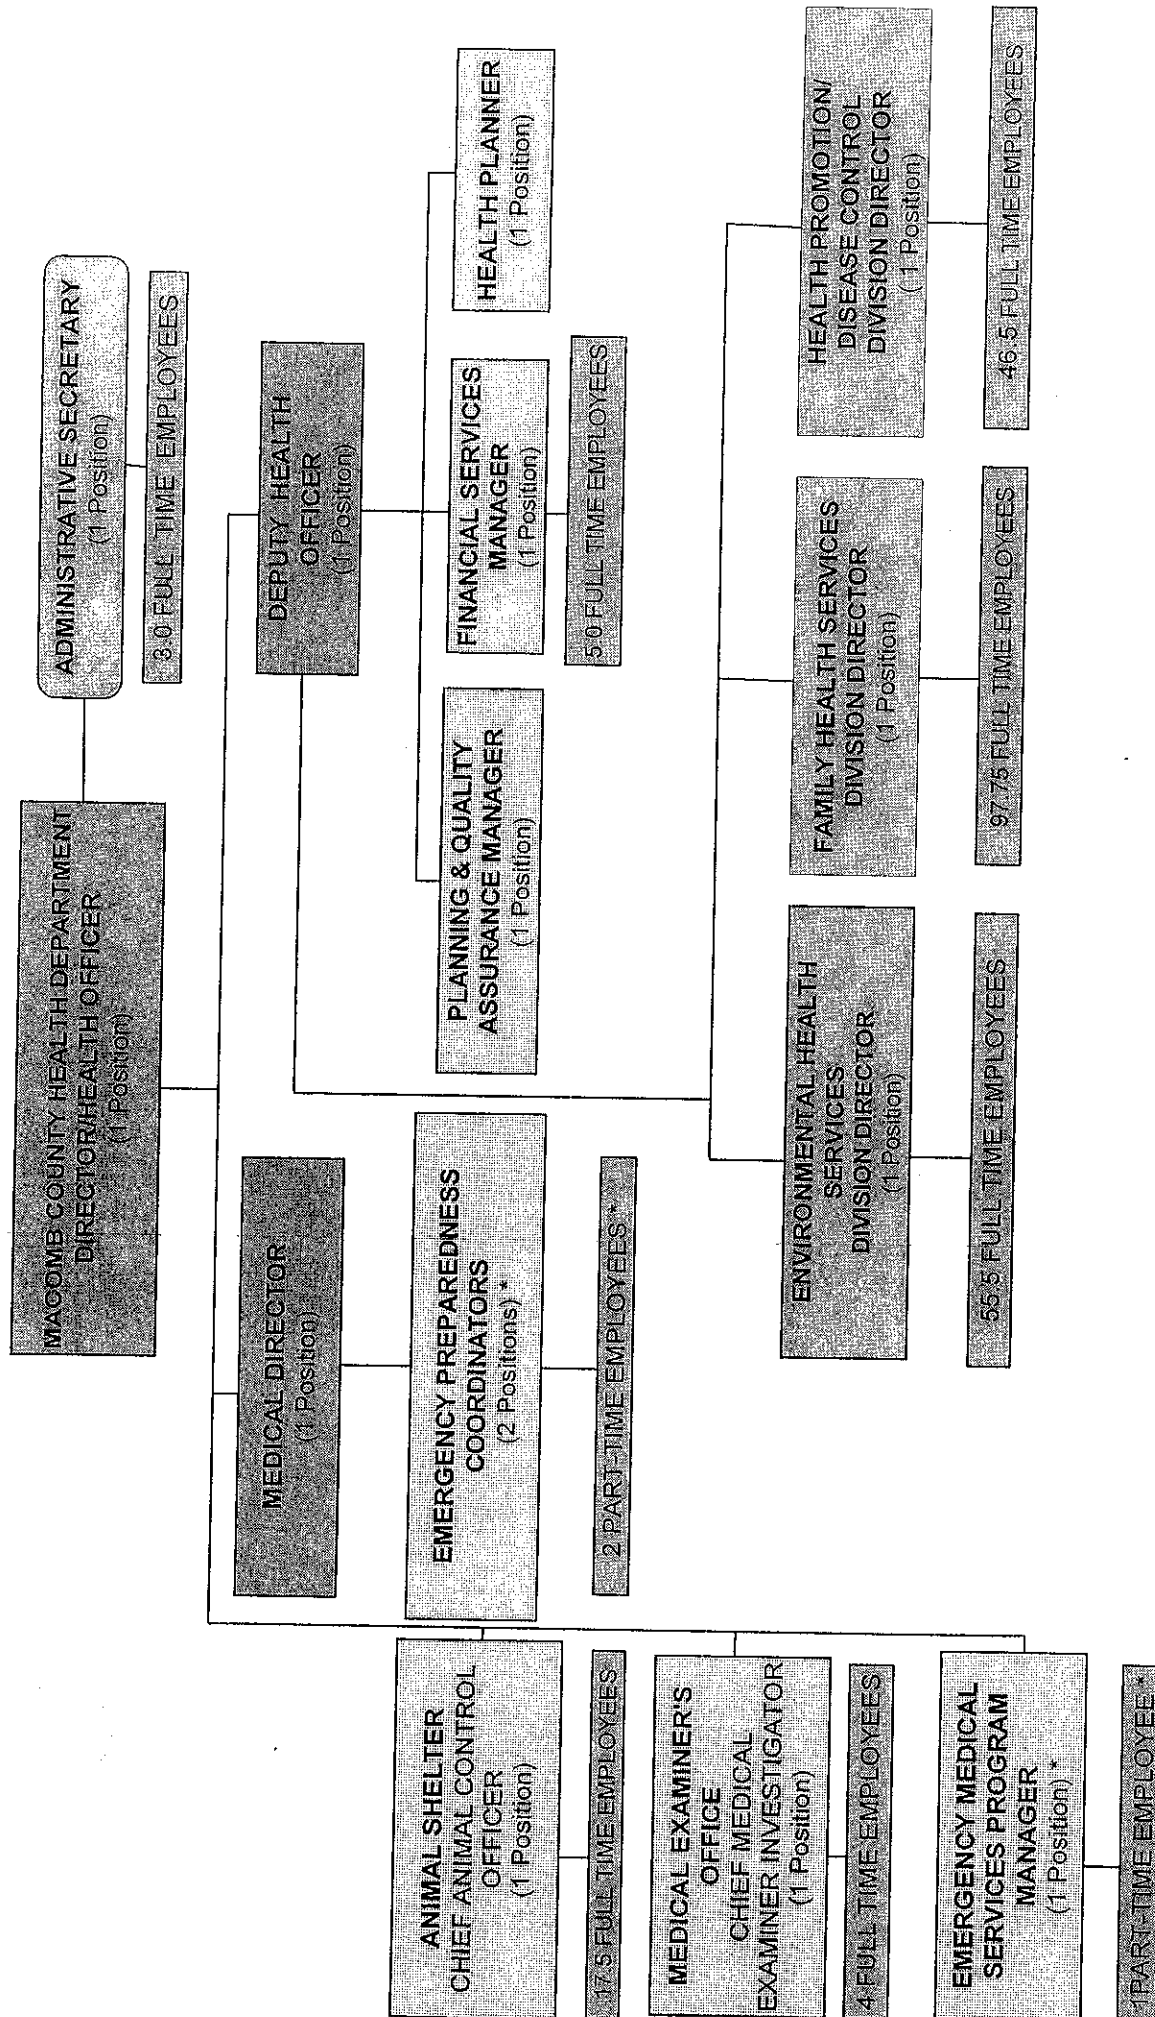 MACOMB COUNTY HEALTH DEPARTMENT
DIRECTOR/HEALTH OFFICER
(1 Position)
ADMINISTRATIVE SECRETARY
(1 Position)
3.0 FULL TIME EMPLOYEES
MEDICAL DIRECTOR
(1 Position)
DEPUTY HEALTH
OFFICER
(1 Position)
ANIMAL SHELTER
CHIEF ANIMAL CONTROL
OFFICER
(1 Position)
17.5 FULL TIME EMPLOYEES
EMERGENCY PREPAREDNESS
COORDINATORS
(2 Positions) *
2 PART-TIME EMPLOYEES *
PLANNING & QUALITY
ASSURANCE MANAGER
(1 Position)
FINANCIAL SERVICES
MANAGER
(1 Position)
5.0 FULL TIME EMPLOYEES
HEALTH PLANNER
(1 Position)
MEDICAL EXAMINER'S
OFFICE
CHIEF MEDICAL
EXAMINER INVESTIGATOR
(1 Position)
4 FULL TIME EMPLOYEES
ENVIRONMENTAL HEALTH
SERVICES
DIVISION DIRECTOR
(1 Position)
55.5 FULL TIME EMPLOYEES
FAMILY HEALTH SERVICES
DIVISION DIRECTOR
(1 Position)
97.75 FULL TIME EMPLOYEES
HEALTH PROMOTION/
DISEASE CONTROL
DIVISION DIRECTOR
(1 Position)
46.5 FULL TIME EMPLOYEES
EMERGENCY MEDICAL
SERVICES PROGRAM
MANAGER
(1 Position) *
1 PART-TIME EMPLOYEE *